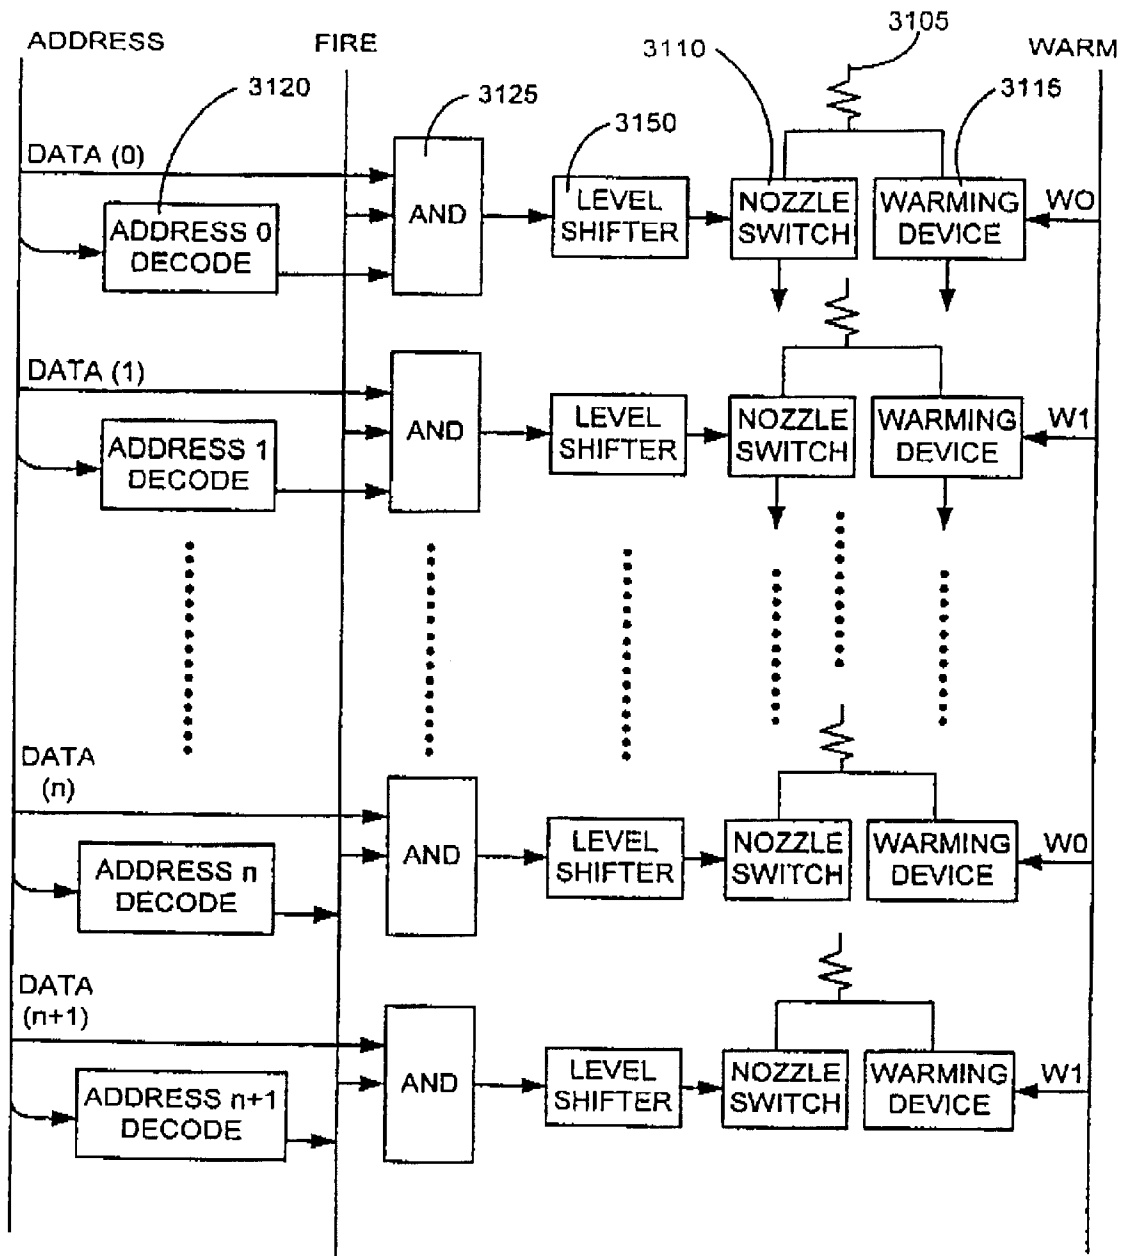 3105
ADDRESS
FIRE
3110
WARM
3120
3125
3150
3115
DATA (0)
ADDRESS 0
DECODE
AND
LEVEL
SHIFTER
NOZZLE
SWITCH
WARMING
DEVICE
WO
DATA (1)
ADDRESS 1
DECODE
AND
LEVEL
SHIFTER
NOZZLE
SWITCH
WARMING
DEVICE
W1
DATA
(n)
ADDRESS n
DECODE
AND
LEVEL
SHIFTER
NOZZLE
SWITCH
WARMING
DEVICE
W0
DATA
(n+1)
ADDRESS n+1
DECODE
AND
LEVEL
SHIFTER
NOZZLE
SWITCH
WARMING
DEVICE
W1